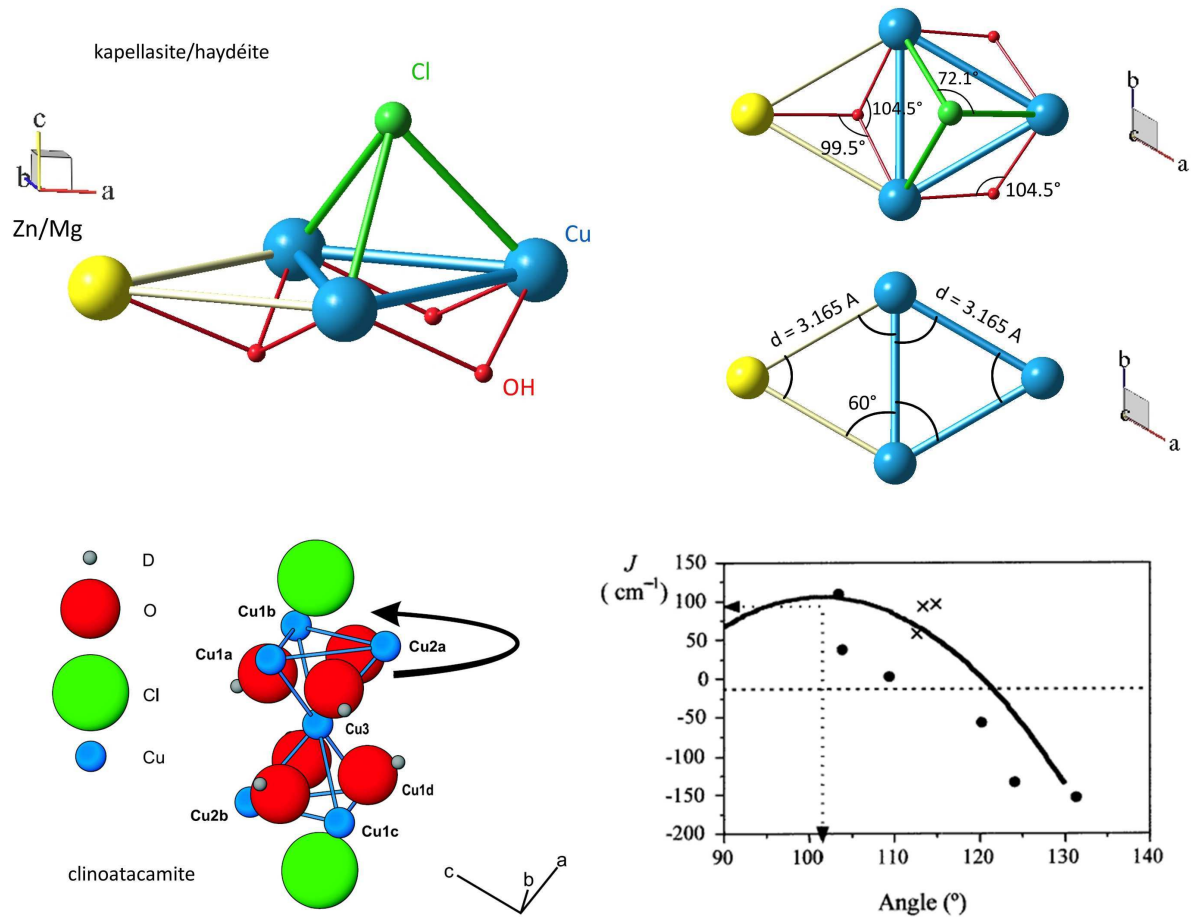 kapellasite/haydéite
Cl
c
b
a
Zn/Mg
Cu
OH
72.1°
104.5°
99.5°
104.5°
b
c
a
d = 3.165 A
d = 3.165 A
60°
b
c
a
D
O
Cl
Cu
Cu1b
Cu2a
Cu1a
Cu3
Cu1d
Cu2b
Cu1c
clinoatacamite
c
b
a
J
( cm⁻¹)
150
100
50
0
-50
-100
-150
-200
90
100
110
120
130
140
Angle (º)